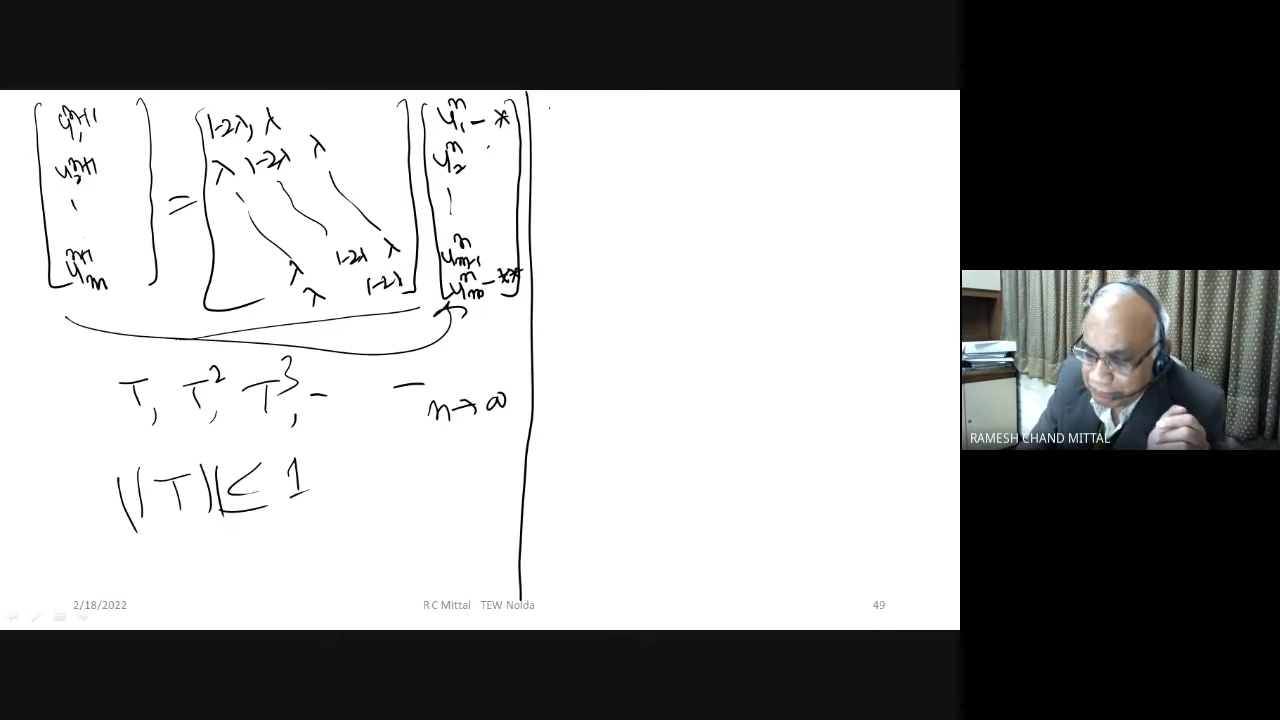 u₁ⁿ⁺¹
u₂ⁿ⁺¹
uₘⁿ⁺¹
=
1-2λ, λ
λ 1-2λ λ
λ 1-2λ λ
λ 1-2λ
u₁ⁿ - *
u₂ⁿ
uₘ₋₁ⁿ
uₘⁿ - **
T, T², T³, - - n→∞
||T|| ≤ 1
2/18/2022 R C Mittal TEW Noida 49
RAMESH CHAND MITTAL